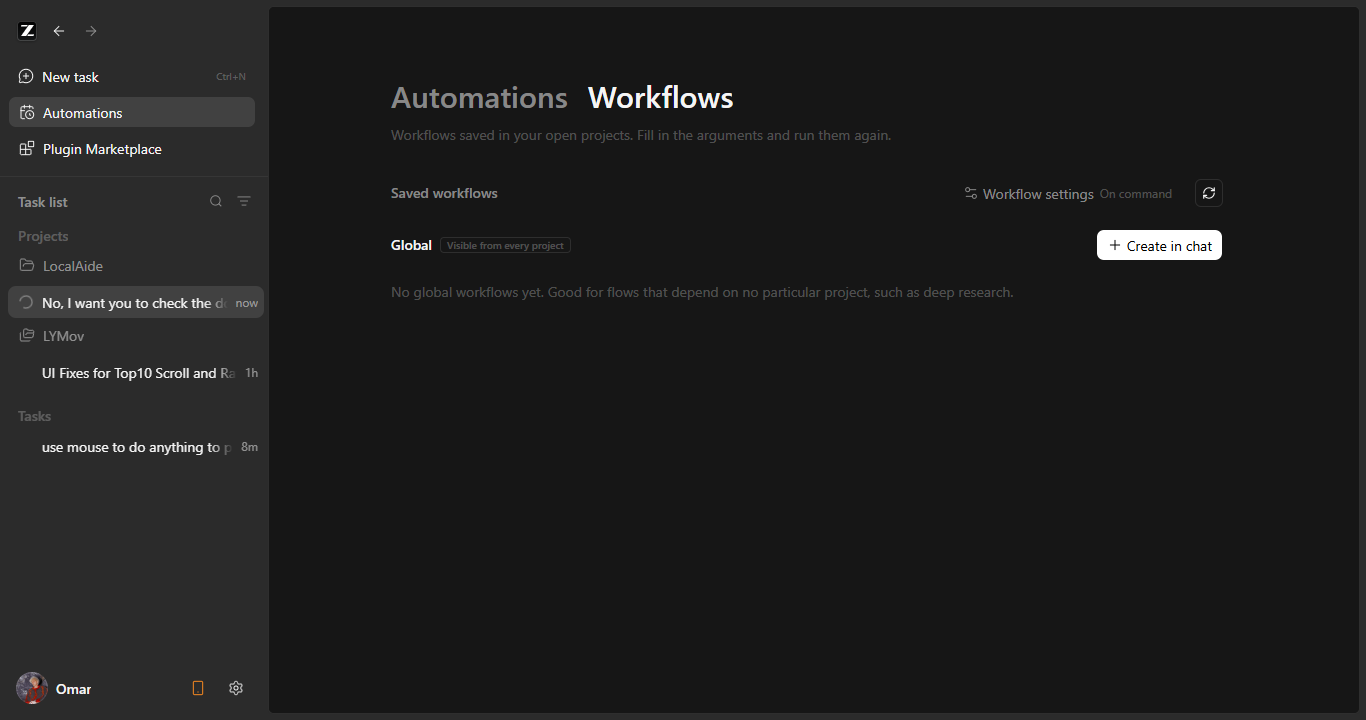 Z
New task Ctrl+N
Automations
Plugin Marketplace
Task list
Projects
LocalAide
No, I want you to check the d now
LYMov
UI Fixes for Top10 Scroll and Ra 1h
Tasks
use mouse to do anything to p 8m
Omar
Automations Workflows
Workflows saved in your open projects. Fill in the arguments and run them again.
Saved workflows Workflow settings On command
Global Visible from every project + Create in chat
No global workflows yet. Good for flows that depend on no particular project, such as deep research.